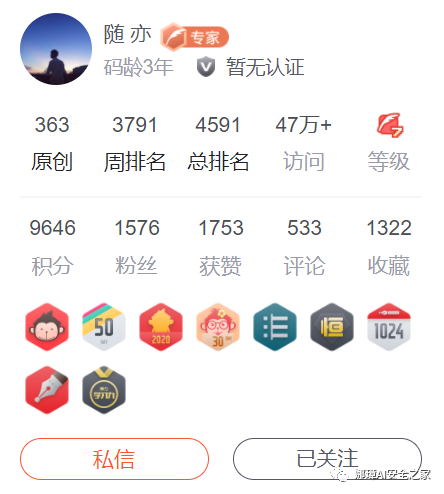 随 亦 专家
码龄3年 暂无认证
363 3791 4591 47万+
原创 周排名 总排名 访问 等级
9646 1576 1753 533 1322
积分 粉丝 获赞 评论 收藏
50 2020 30 恒 1024
私信 已关注
娜璋AI安全之家